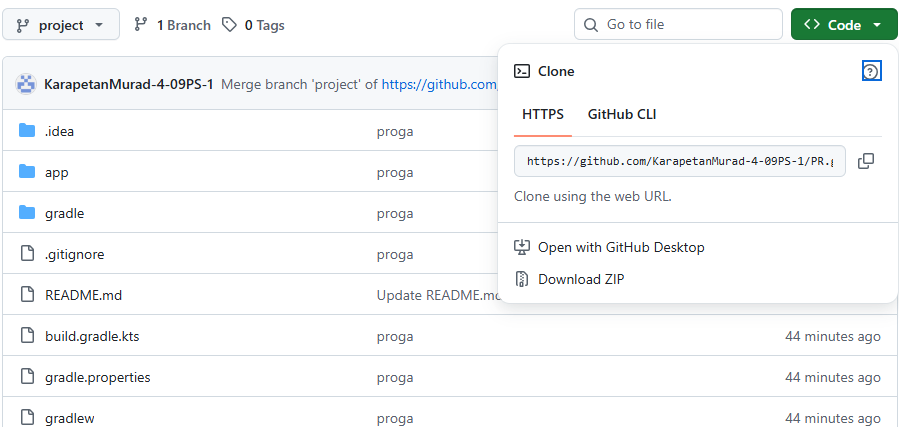 project 1 Branch 0 Tags Go to file Code
KarapetanMurad-4-09PS-1 Merge branch 'project' of https://github.com,
Clone
HTTPS GitHub CLI
https://github.com/KarapetanMurad-4-09PS-1/PR.g
Clone using the web URL.
Open with GitHub Desktop
Download ZIP
.idea proga
app proga
gradle proga
.gitignore proga
README.md Update README.md
build.gradle.kts proga 44 minutes ago
gradle.properties proga 44 minutes ago
gradlew proga 44 minutes ago